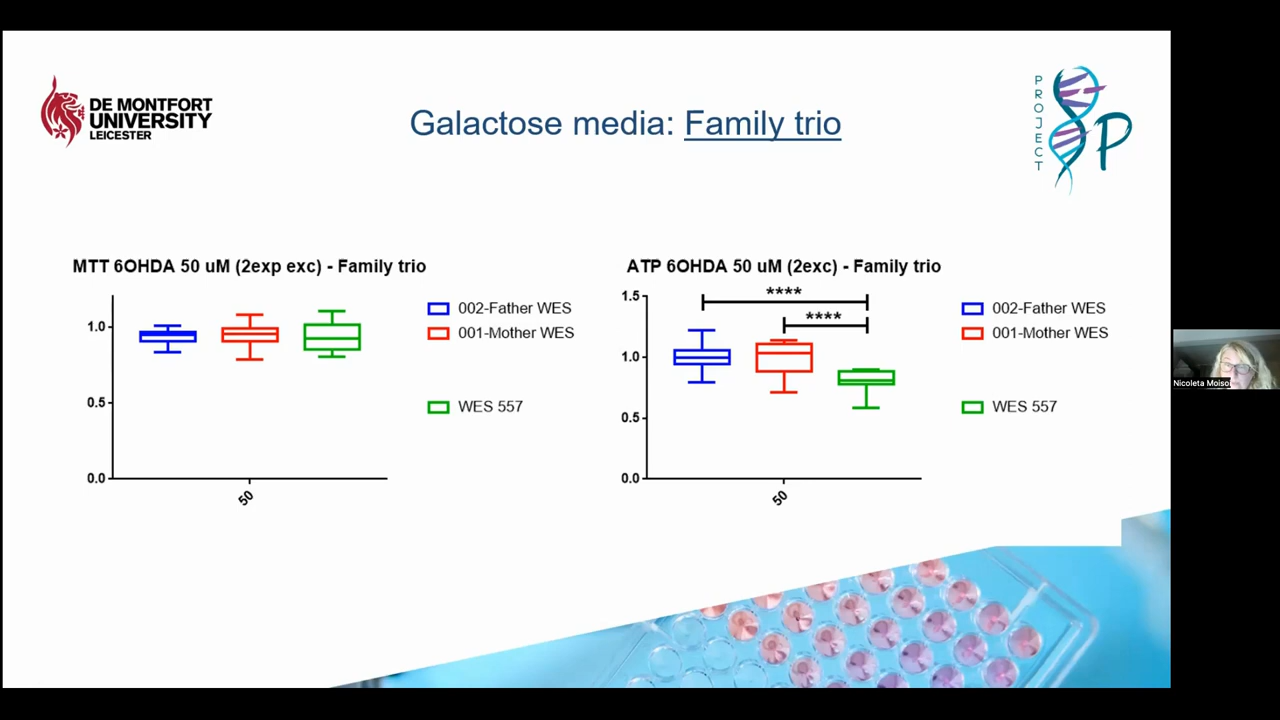 DE MONTFORT
UNIVERSITY
LEICESTER
Galactose media: Family trio
PROJECT
8P
MTT 6OHDA 50 uM (2exp exc) - Family trio
1.0
0.5
0.0
50
002-Father WES
001-Mother WES
WES 557
ATP 6OHDA 50 uM (2exc) - Family trio
1.5
1.0
0.5
0.0
****
****
50
002-Father WES
001-Mother WES
WES 557
Nicoleta Moiso